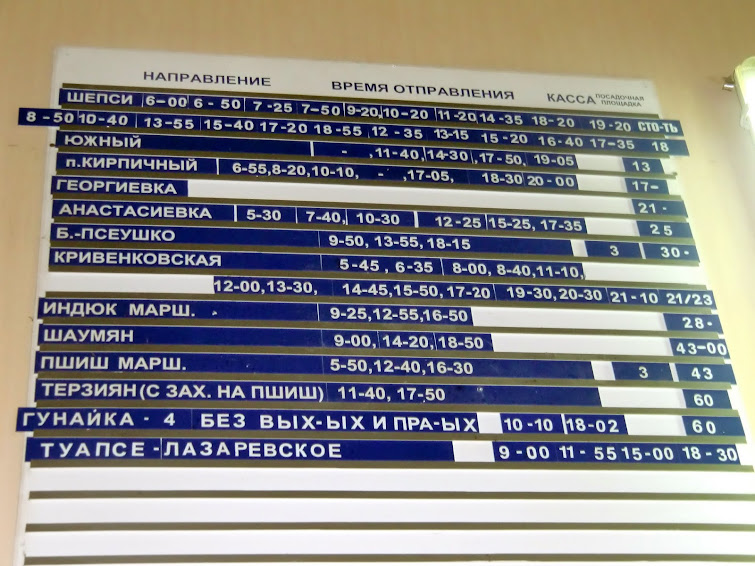 НАПРАВЛЕНИЕ ВРЕМЯ ОТПРАВЛЕНИЯ КАССА ПОСАДОЧНАЯ ПЛОЩАДКА
ШЕПСИ 6-00 6-50 7-25 7-50 9-20, 10-20 11-20 14-35 18-20 19-20 СТО-ТЬ
8-50 10-40 13-55 15-40 17-20 18-55 12-35 13-15 15-20 16-40 17-35 18
ЮЖНЫЙ - ,11-40, 14-30 ,17-50, 19-05 13
п.КИРПИЧНЫЙ 6-55,8-20,10-10, - ,17-05, 18-30 20-00 17-
ГЕОРГИЕВКА 21-
АНАСТАСИЕВКА 5-30 7-40, 10-30 12-25 15-25, 17-35 25
Б.-ПСЕУШКО 9-50, 13-55, 18-15 3 30-
КРИВЕНКОВСКАЯ 5-45 , 6-35 8-00, 8-40,11-10,
12-00,13-30, 14-45,15-50, 17-20 19-30, 20-30 21-10 21/23
ИНДЮК МАРШ. 9-25,12-55,16-50 28-
ШАУМЯН 9-00, 14-20, 18-50 43-00
ПШИШ МАРШ. 5-50, 12-40, 16-30 3 43
ТЕРЗИЯН (С ЗАХ. НА ПШИШ) 11-40, 17-50 60
ГУНАЙКА - 4 БЕЗ ВЫХ-ЫХ И ПРА-ЫХ 10-10 18-02 60
ТУАПСЕ - ЛАЗАРЕВСКОЕ 9-00 11-55 15-00 18-30